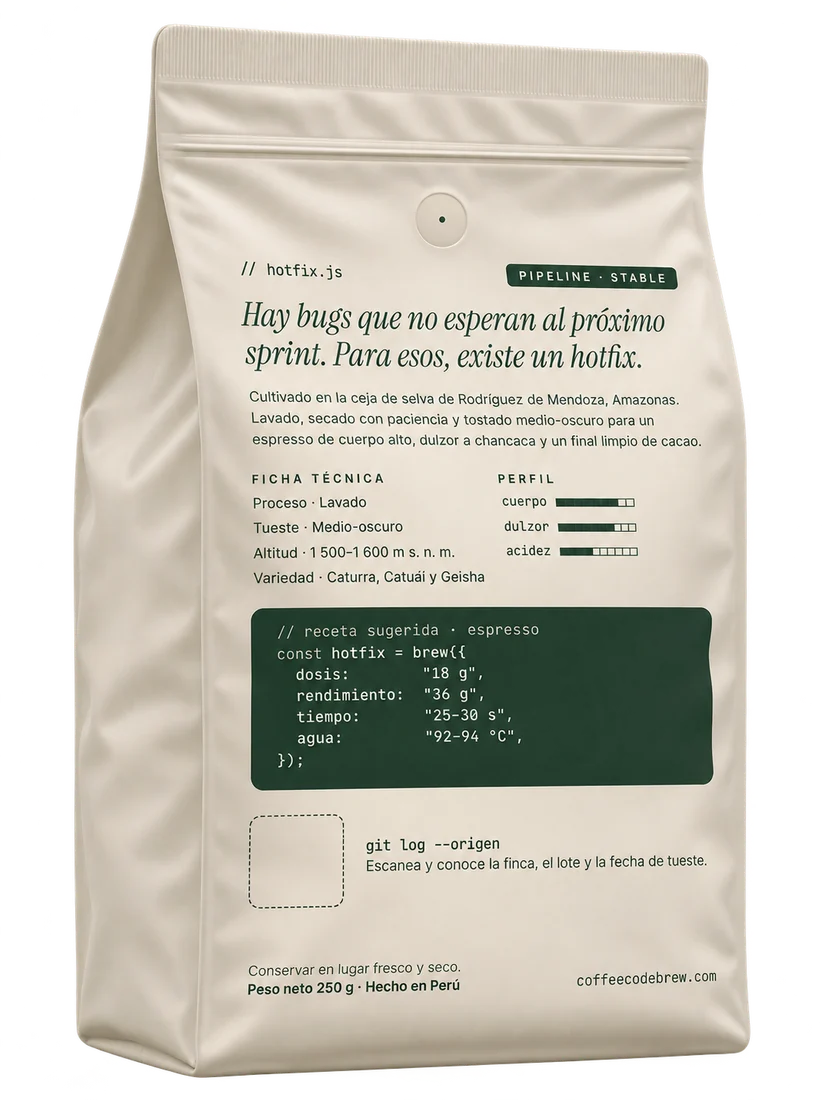 // hotfix.js
PIPELINE · STABLE
Hay bugs que no esperan al próximo
sprint. Para esos, existe un hotfix.
Cultivado en la ceja de selva de Rodríguez de Mendoza, Amazonas.
Lavado, secado con paciencia y tostado medio-oscuro para un
espresso de cuerpo alto, dulzor a chancaca y un final limpio de cacao.
FICHA TÉCNICA
Proceso · Lavado
Tueste · Medio-oscuro
Altitud · 1 500–1 600 m s. n. m.
Variedad · Caturra, Catuái y Geisha
PERFIL
cuerpo
dulzor
acidez
// receta sugerida · espresso
const hotfix = brew({
dosis: "18 g",
rendimiento: "36 g",
tiempo: "25–30 s",
agua: "92–94 °C",
});
git log --origen
Escanea y conoce la finca, el lote y la fecha de tueste.
Conservar en lugar fresco y seco.
Peso neto 250 g · Hecho en Perú
coffeecodebrew.com